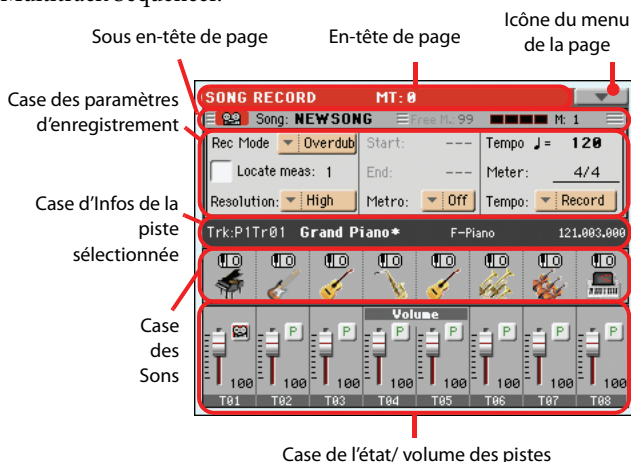 Multitrack Sequencer.
Icône du menu
de la page
Sous en-tête de page
En-tête de page
SONG RECORD MT: 0
Song: NEWSONG Free M.: 99 M: 1
Case des paramètres
d'enregistrement
Rec Mode Overdub Start: --- Tempo ♩= 120
Locate meas: 1 End: --- Meter: 4/4
Resolution: High Metro: Off Tempo: Record
Case d'Infos de la
piste
sélectionnée
Trk:P1Tr01 Grand Piano* F-Piano 121.003.000
Case
des
Sons
Volume
P P P P P P P
100 100 100 100 100 100 100 100
T01 T02 T03 T04 T05 T06 T07 T08
Case de l'état/ volume des pistes